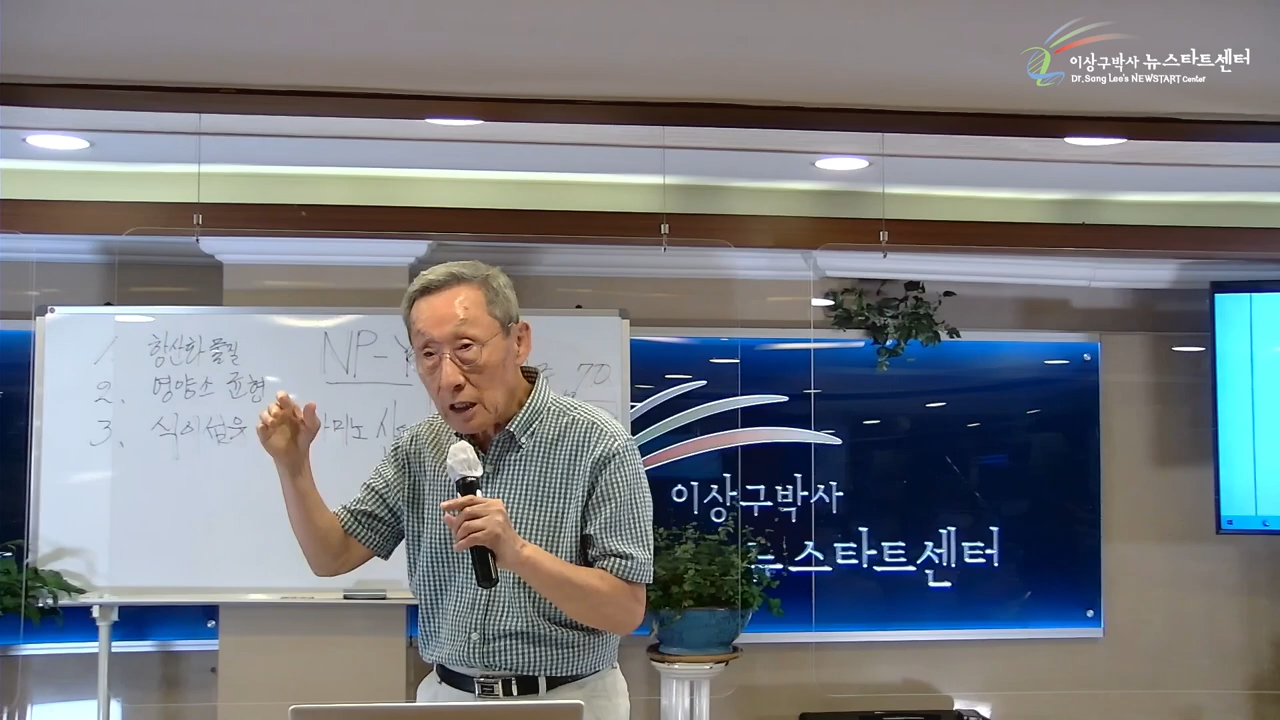 이상구박사 뉴스타트센터
Dr. Sang Lee's NEWSTART Center
1. 항산화 물질
2. 영양소 균형
3. 식이섬유
아미노
NP-Y
70
이상구박사
뉴스타트센터